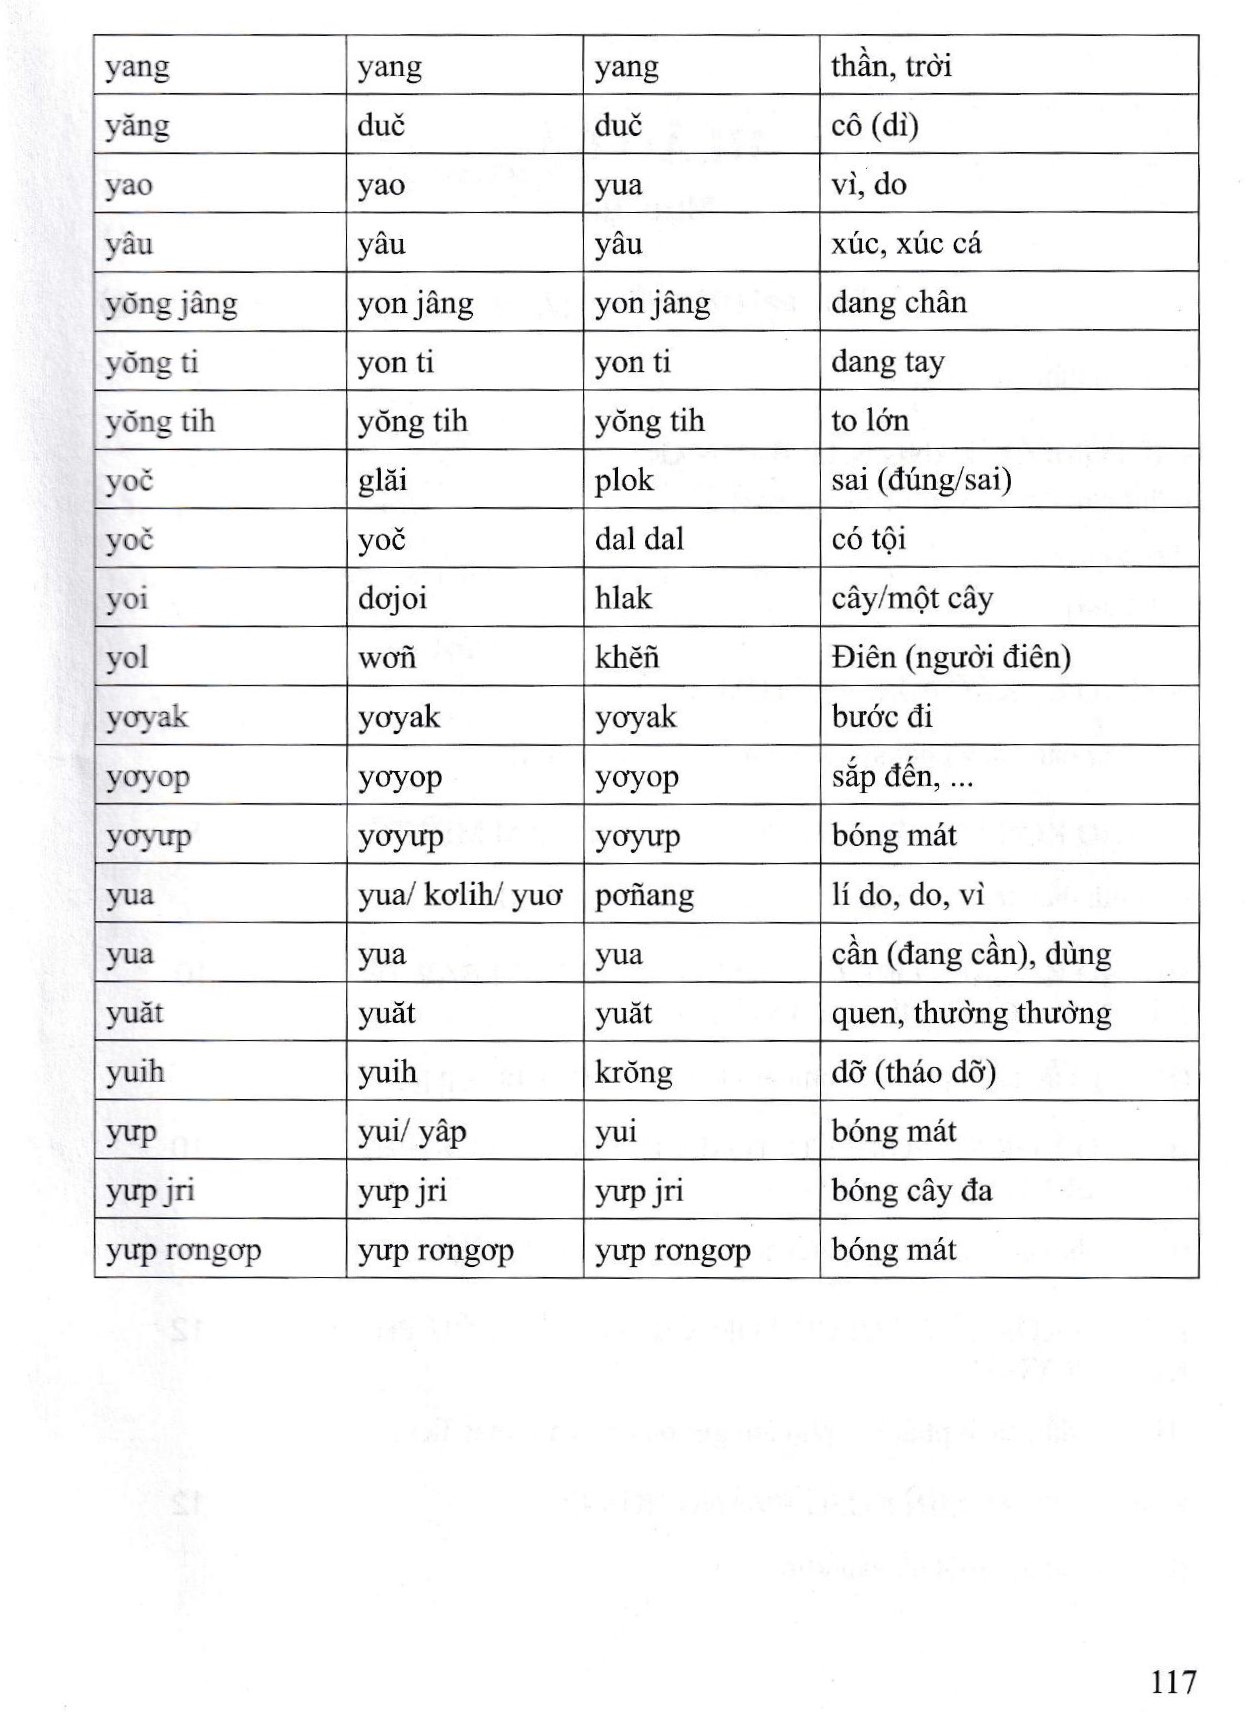 yang yang yang thần, trời
yăng duč duč cô (dì)
yao yao yua vì, do
yâu yâu yâu xúc, xúc cá
yŏng jâng yon jâng yon jâng dang chân
yŏng ti yon ti yon ti dang tay
yŏng tih yŏng tih yŏng tih to lớn
yoč glăi plok sai (đúng/sai)
yoč yoč dal dal có tội
yoi dơjoi hlak cây/một cây
yol wơñ khĕñ Điên (người điên)
yơyak yơyak yơyak bước đi
yơyop yơyop yơyop sắp đến, ...
yơyưp yơyưp yơyưp bóng mát
yua yua/ kơlih/ yuơ pơñang lí do, do, vì
yua yua yua cần (đang cần), dùng
yuăt yuăt yuăt quen, thường thường
yuih yuih krŏng dỡ (tháo dỡ)
yưp yui/ yâp yui bóng mát
yưp jri yưp jri yưp jri bóng cây đa
yưp rơngơp yưp rơngơp yưp rơngơp bóng mát
117